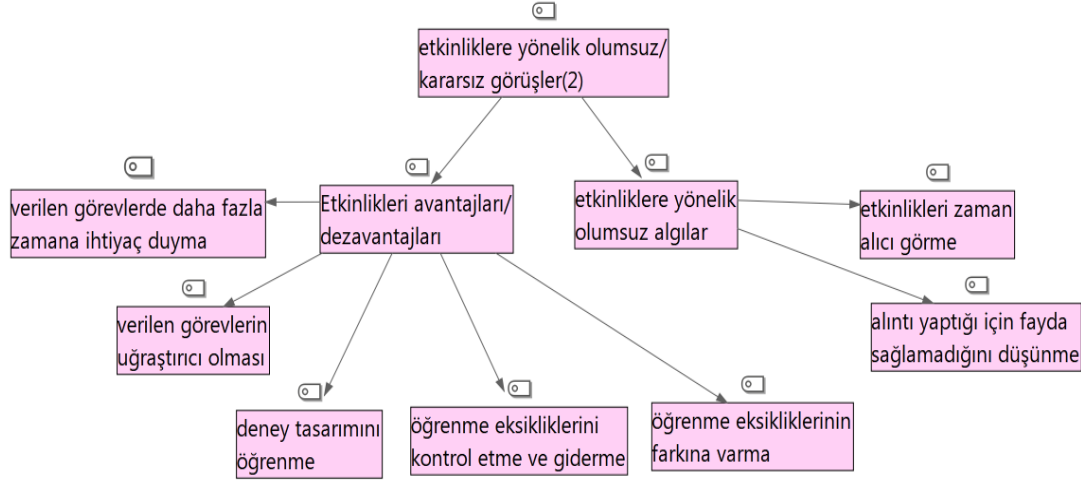 etkinliklere yönelik olumsuz/
kararsız görüşler(2)
verilen görevlerde daha fazla
zamana ihtiyaç duyma
Etkinlikleri avantajları/
dezavantajları
etkinliklere yönelik
olumsuz algılar
etkinlikleri zaman
alıcı görme
verilen görevlerin
uğraştırıcı olması
alıntı yaptığı için fayda
sağlamadığını düşünme
deney tasarımını
öğrenme
öğrenme eksikliklerini
kontrol etme ve giderme
öğrenme eksikliklerinin
farkına varma